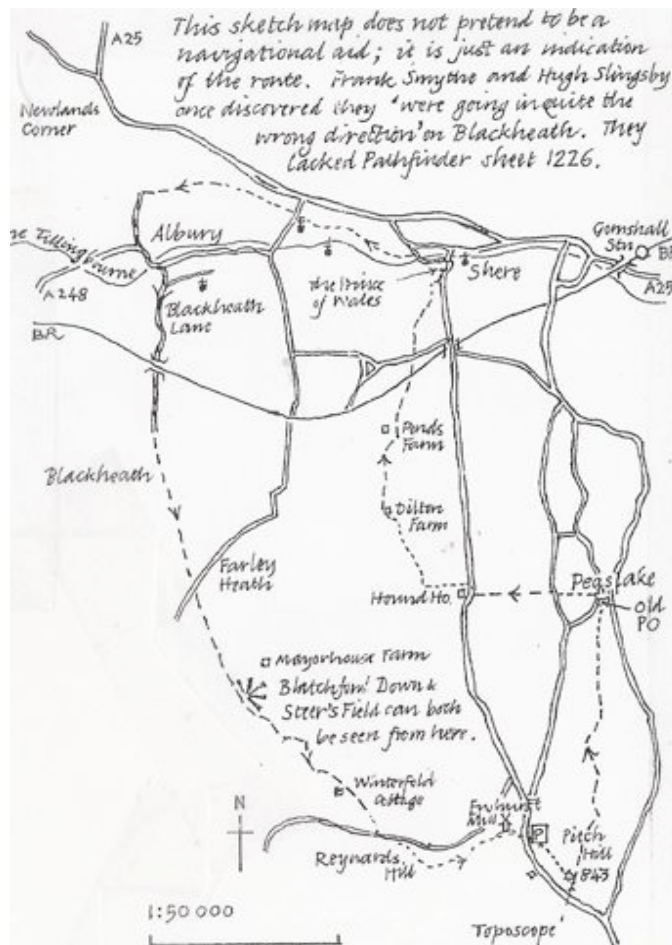 This sketch map does not pretend to be a
navigational aid; it is just an indication
of the route. Frank Smythe and Hugh Slingsby
once discovered they 'were going in quite the
wrong direction' on Blackheath. They
lacked Pathfinder sheet 1226.
A25
Newlands
Corner
Tillingbourne
Albury
Gomshall
Stn
BR
A248
Blackheath
Lane
The Prince
of Wales
Shere
A25
BR
Ponds
Farm
Blackheath
Dilton
Farm
Farley
Heath
Hound Ho.
Peaslake
Old
PO
Mayorhouse Farm
Blatchford Down &
Steer's Field can both
be seen from here.
Winterfold
Cottage
N
Ewhurst
Mill
P
Pitch
Hill
843
Reynards
Hill
1:50 000
Toposcope